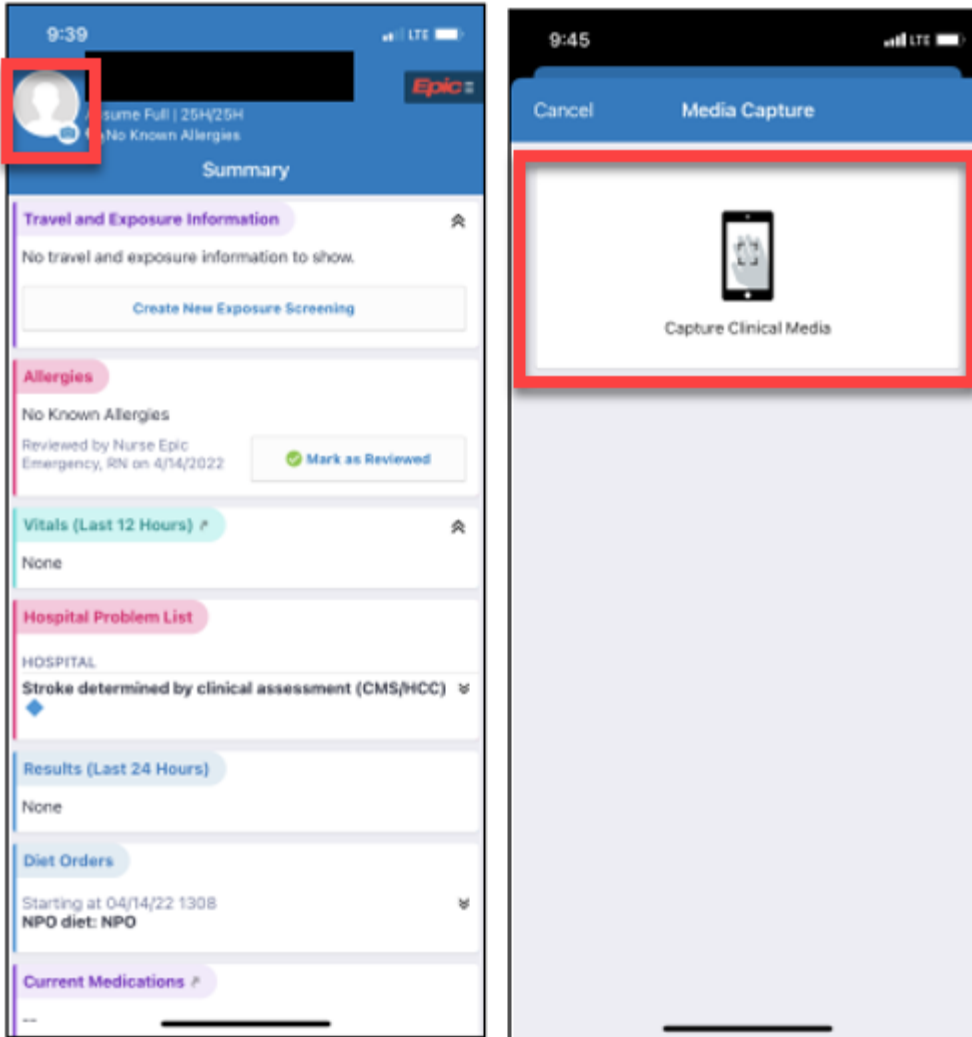 9:39
LTE
Epic
sume Full | 25H/25H
No Known Allergies
Summary
Travel and Exposure Information
No travel and exposure information to show.
Create New Exposure Screening
Allergies
No Known Allergies
Reviewed by Nurse Epic
Emergency, RN on 4/14/2022
Mark as Reviewed
Vitals (Last 12 Hours)
None
Hospital Problem List
HOSPITAL
Stroke determined by clinical assessment (CMS/HCC)
Results (Last 24 Hours)
None
Diet Orders
Starting at 04/14/22 1308
NPO diet: NPO
Current Medications
--
9:45
LTE
Cancel
Media Capture
Capture Clinical Media